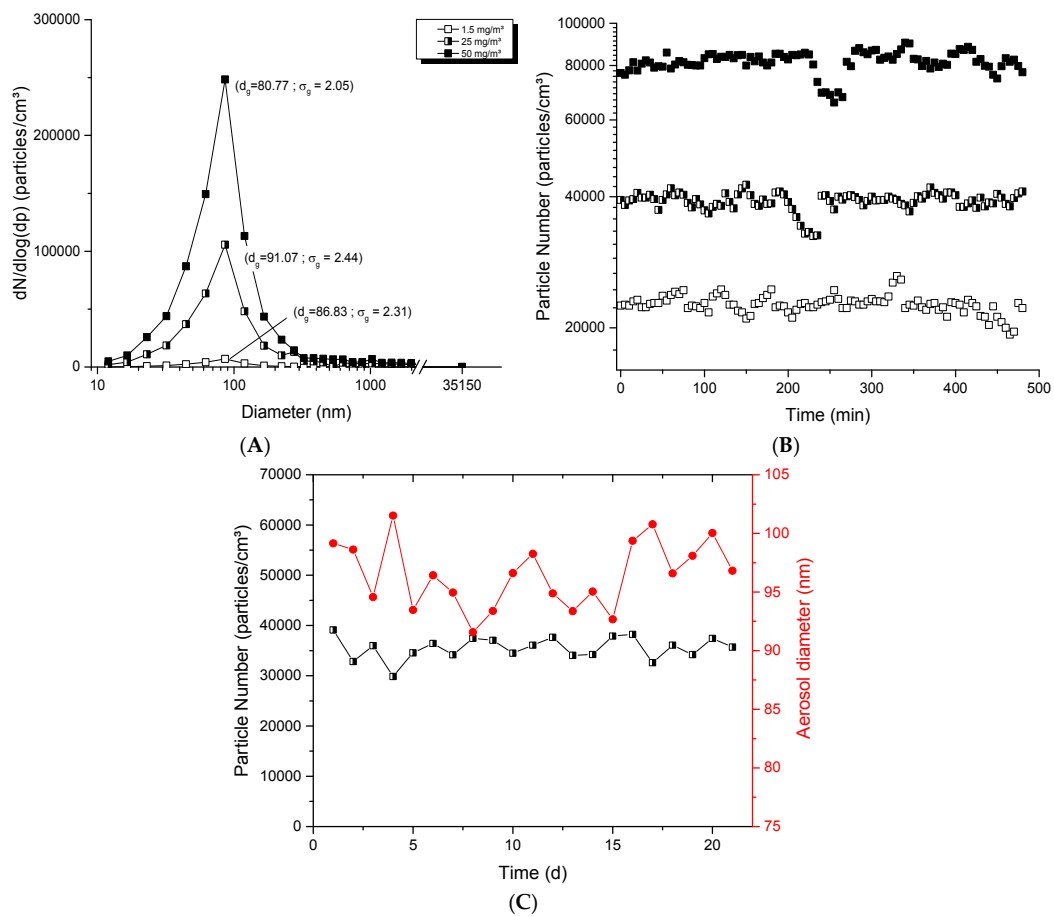 300000
250000
200000
100000
0
dN/dlog(dp) (particles/cm³)
1.5 mg/m³
25 mg/m³
50 mg/m³
(dg=80.77 ; σg = 2.05)
(dg=91.07 ; σg = 2.44)
(dg=86.83 ; σg = 2.31)
10 100 1000 35150
Diameter (nm)
(A)
100000
80000
60000
40000
20000
Particle Number (particles/cm³)
0 100 200 300 400 500
Time (min)
(B)
70000
60000
50000
40000
30000
20000
10000
0
Particle Number (particles/cm³)
105
100
95
90
85
80
75
Aerosol diameter (nm)
0 5 10 15 20
Time (d)
(C)